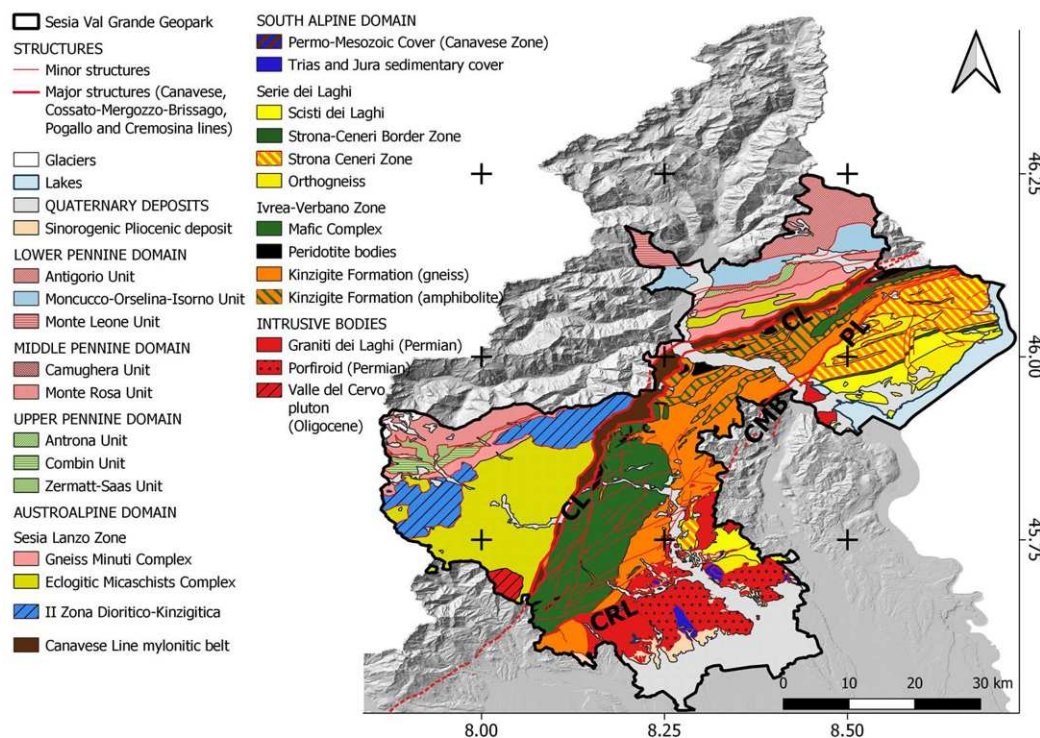 Sesia Val Grande Geopark
STRUCTURES
Minor structures
Major structures (Canavese,
Cossato-Mergozzo-Brissago,
Pogallo and Cremosina lines)
Glaciers
Lakes
QUATERNARY DEPOSITS
Sinorogenic Pliocenic deposit
LOWER PENNINE DOMAIN
Antigorio Unit
Moncucco-Orselina-Isorno Unit
Monte Leone Unit
MIDDLE PENNINE DOMAIN
Camughera Unit
Monte Rosa Unit
UPPER PENNINE DOMAIN
Antrona Unit
Combin Unit
Zermatt-Saas Unit
AUSTROALPINE DOMAIN
Sesia Lanzo Zone
Gneiss Minuti Complex
Eclogitic Micaschists Complex
II Zona Dioritico-Kinzigitica
Canavese Line mylonitic belt
SOUTH ALPINE DOMAIN
Permo-Mesozoic Cover (Canavese Zone)
Trias and Jura sedimentary cover
Serie dei Laghi
Scisti dei Laghi
Strona-Ceneri Border Zone
Strona Ceneri Zone
Orthogneiss
Ivrea-Verbano Zone
Mafic Complex
Peridotite bodies
Kinzigite Formation (gneiss)
Kinzigite Formation (amphibolite)
INTRUSIVE BODIES
Graniti dei Laghi (Permian)
Porfiroid (Permian)
Valle del Cervo
pluton
(Oligocene)
CL
PL
CMB
CL
CRL
46.25
46.00
45.75
0 10 20 30 km
8.00 8.25 8.50